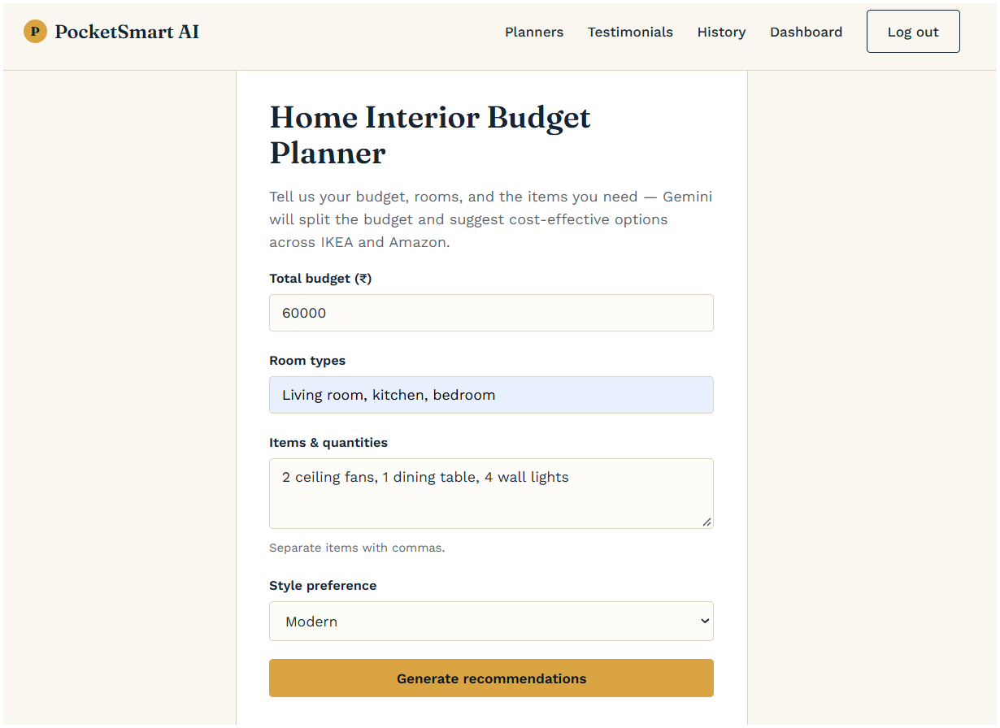 P PocketSmart AI
Planners Testimonials History Dashboard Log out
Home Interior Budget
Planner
Tell us your budget, rooms, and the items you need — Gemini
will split the budget and suggest cost-effective options
across IKEA and Amazon.
Total budget (₹)
60000
Room types
Living room, kitchen, bedroom
Items & quantities
2 ceiling fans, 1 dining table, 4 wall lights
Separate items with commas.
Style preference
Modern
Generate recommendations